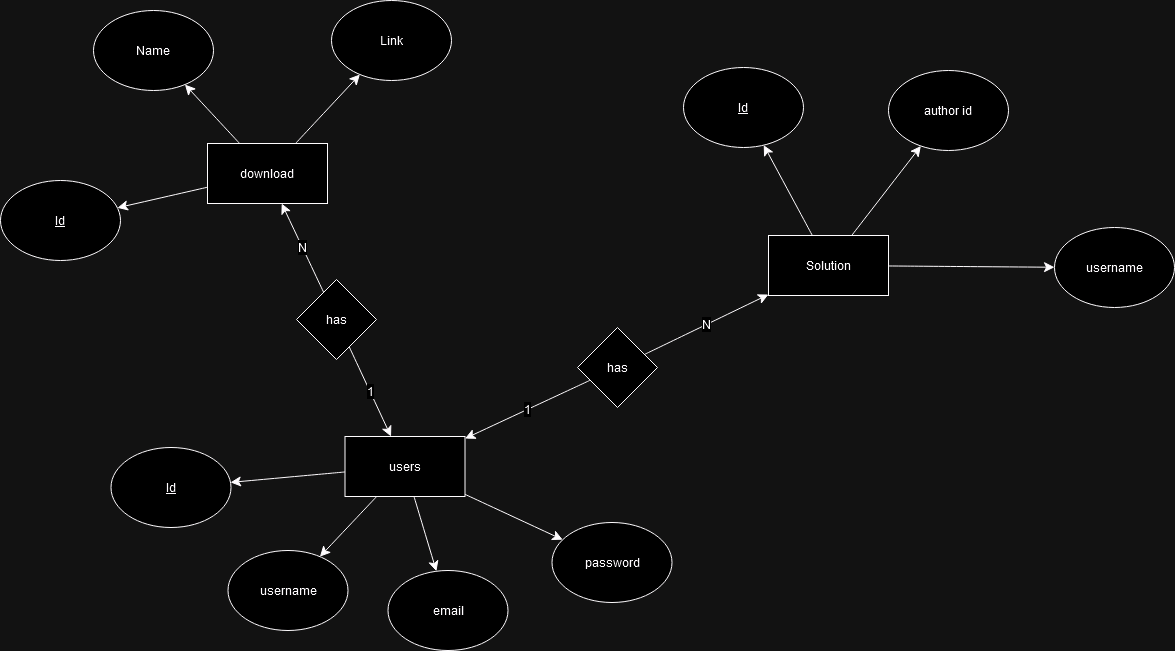 Name
Link
Id
author id
download
Id
Solution
username
N
has
N
has
1
1
users
Id
password
username
email